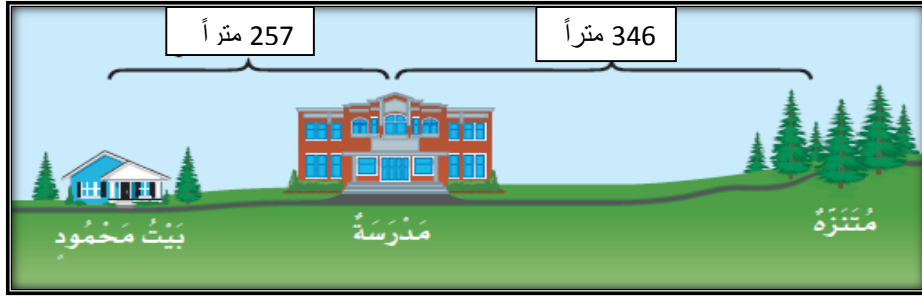 346 متراً
257 متراً
مُتَنَزَّهٌ
مَدْرَسَةٌ
بَيْتُ مَحْمُودٍ